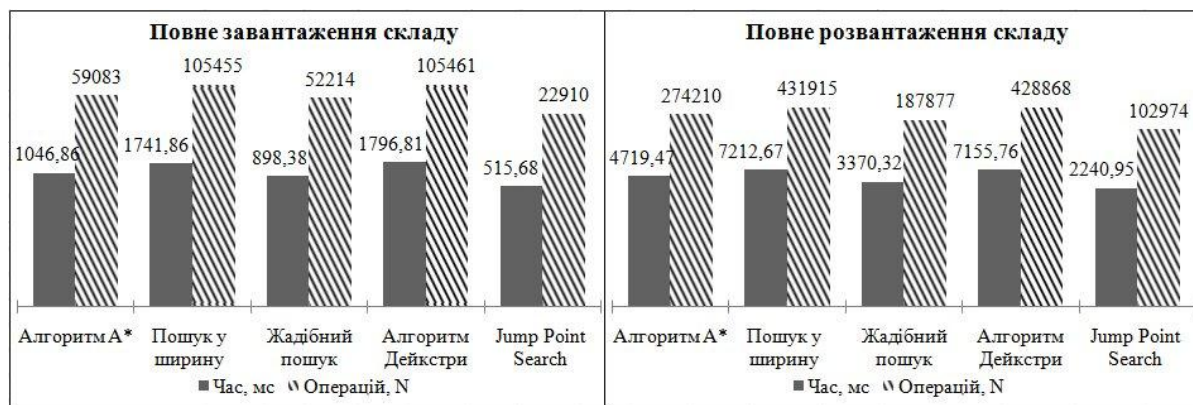 Повне завантаження складу
59083
105455
52214
105461
22910
1046,86
1741,86
898,38
1796,81
515,68
Алгоритм А*
Пошук у
ширину
Жадібний
пошук
Алгоритм
Дейкстри
Jump Point
Search
Час, мс
Операцій, N
Повне розвантаження складу
274210
431915
187877
428868
102974
4719,47
7212,67
3370,32
7155,76
2240,95
Алгоритм А*
Пошук у
ширину
Жадібний
пошук
Алгоритм
Дейкстри
Jump Point
Search
Час, мс
Операцій, N